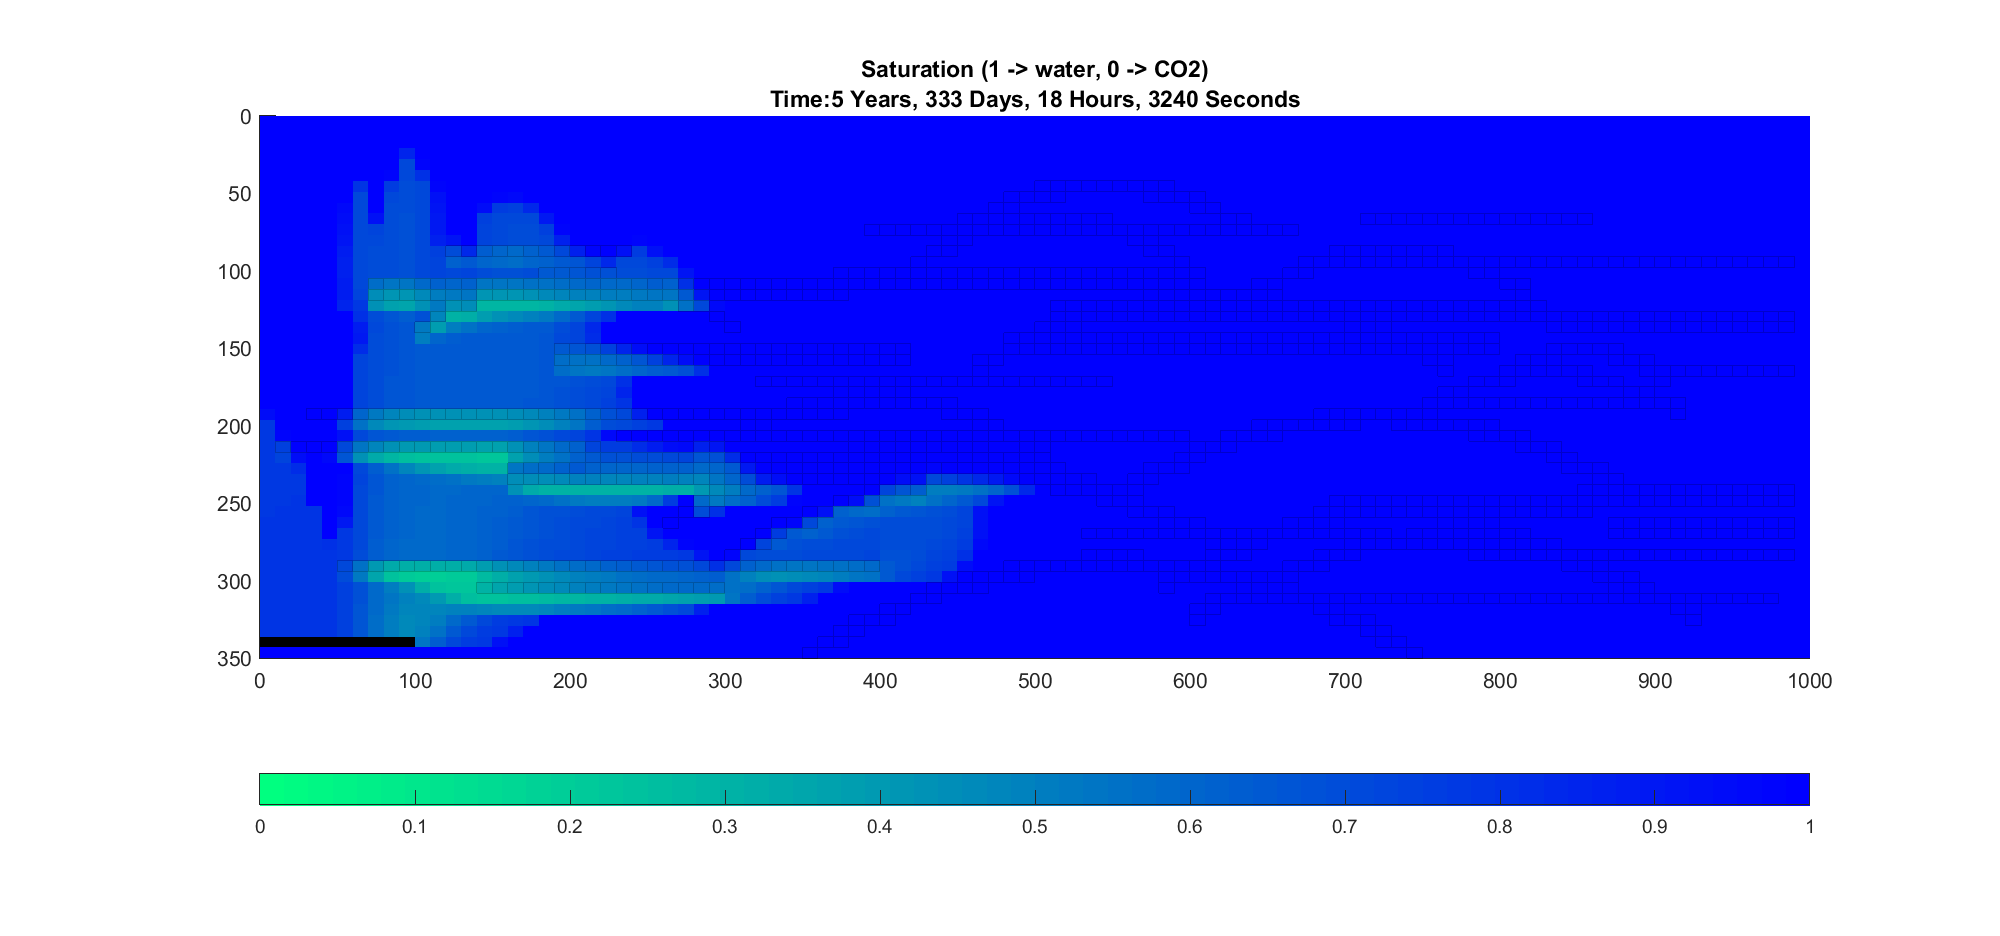 Saturation (1 -> water, 0 -> CO2)
Time:5 Years, 333 Days, 18 Hours, 3240 Seconds
0
50
100
150
200
250
300
350
0 100 200 300 400 500 600 700 800 900 1000
0 0.1 0.2 0.3 0.4 0.5 0.6 0.7 0.8 0.9 1